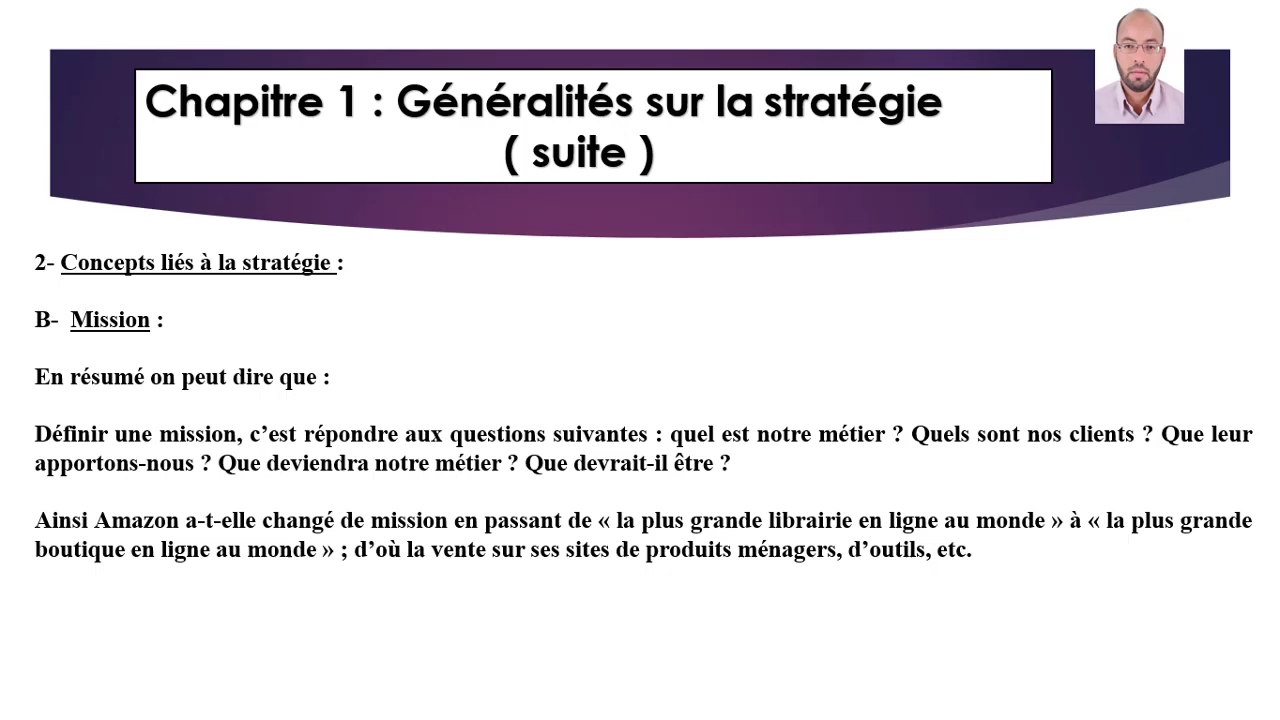 Chapitre 1 : Généralités sur la stratégie
( suite )
2- Concepts liés à la stratégie :
B- Mission :
En résumé on peut dire que :
Définir une mission, c’est répondre aux questions suivantes : quel est notre métier ? Quels sont nos clients ? Que leur
apportons-nous ? Que deviendra notre métier ? Que devrait-il être ?
Ainsi Amazon a-t-elle changé de mission en passant de « la plus grande librairie en ligne au monde » à « la plus grande
boutique en ligne au monde » ; d’où la vente sur ses sites de produits ménagers, d’outils, etc.